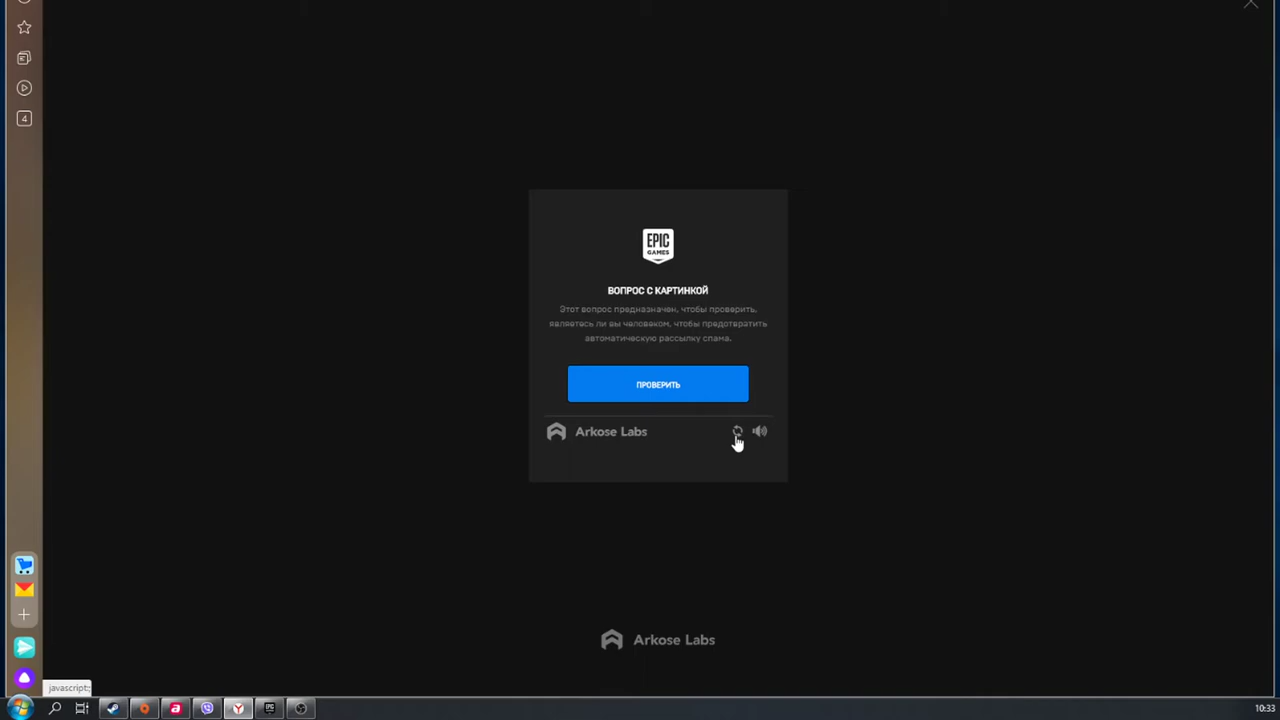 4
EPIC
GAMES
ВОПРОС С КАРТИНКОЙ
Этот вопрос предназначен, чтобы проверить,
являетесь ли вы человеком, чтобы предотвратить
автоматическую рассылку спама.
ПРОВЕРИТЬ
Arkose Labs
Arkose Labs
javascript:;
10:33